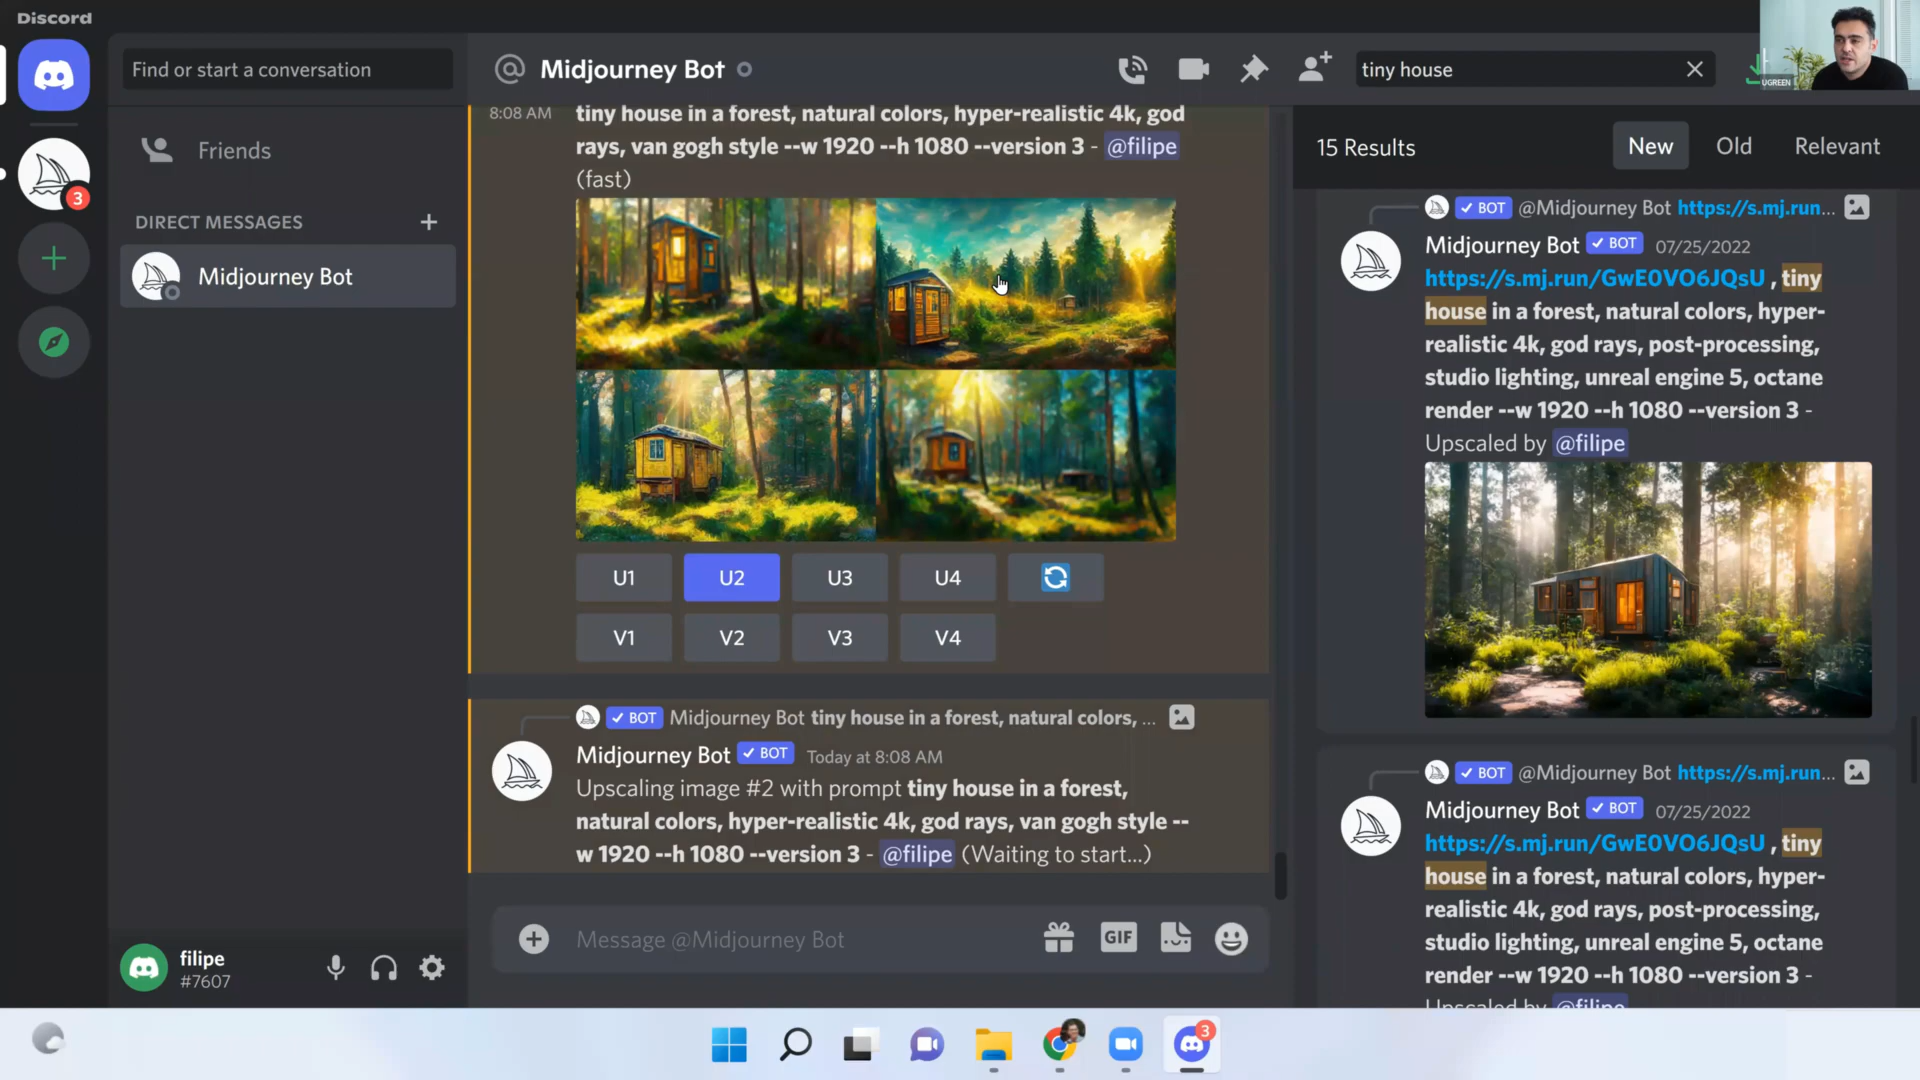 Discord
Find or start a conversation
Midjourney Bot
tiny house
UGREEN
Friends
3
DIRECT MESSAGES
Midjourney Bot
8:08 AM
tiny house in a forest, natural colors, hyper-realistic 4k, god
rays, van gogh style --w 1920 --h 1080 --version 3 - @filipe
(fast)
U1
U2
U3
U4
V1
V2
V3
V4
BOT Midjourney Bot tiny house in a forest, natural colors, ...
Midjourney Bot BOT Today at 8:08 AM
Upscaling image #2 with prompt tiny house in a forest,
natural colors, hyper-realistic 4k, god rays, van gogh style --
w 1920 --h 1080 --version 3 - @filipe (Waiting to start...)
Message @Midjourney Bot
GIF
filipe
#7607
15 Results
New
Old
Relevant
BOT @Midjourney Bot https://s.mj.run...
Midjourney Bot BOT 07/25/2022
https://s.mj.run/GwE0VO6JQsU , tiny
house in a forest, natural colors, hyper-
realistic 4k, god rays, post-processing,
studio lighting, unreal engine 5, octane
render --w 1920 --h 1080 --version 3 -
Upscaled by @filipe
BOT @Midjourney Bot https://s.mj.run...
Midjourney Bot BOT 07/25/2022
https://s.mj.run/GwE0VO6JQsU , tiny
house in a forest, natural colors, hyper-
realistic 4k, god rays, post-processing,
studio lighting, unreal engine 5, octane
render --w 1920 --h 1080 --version 3 -
Upscaled by @filipe
3